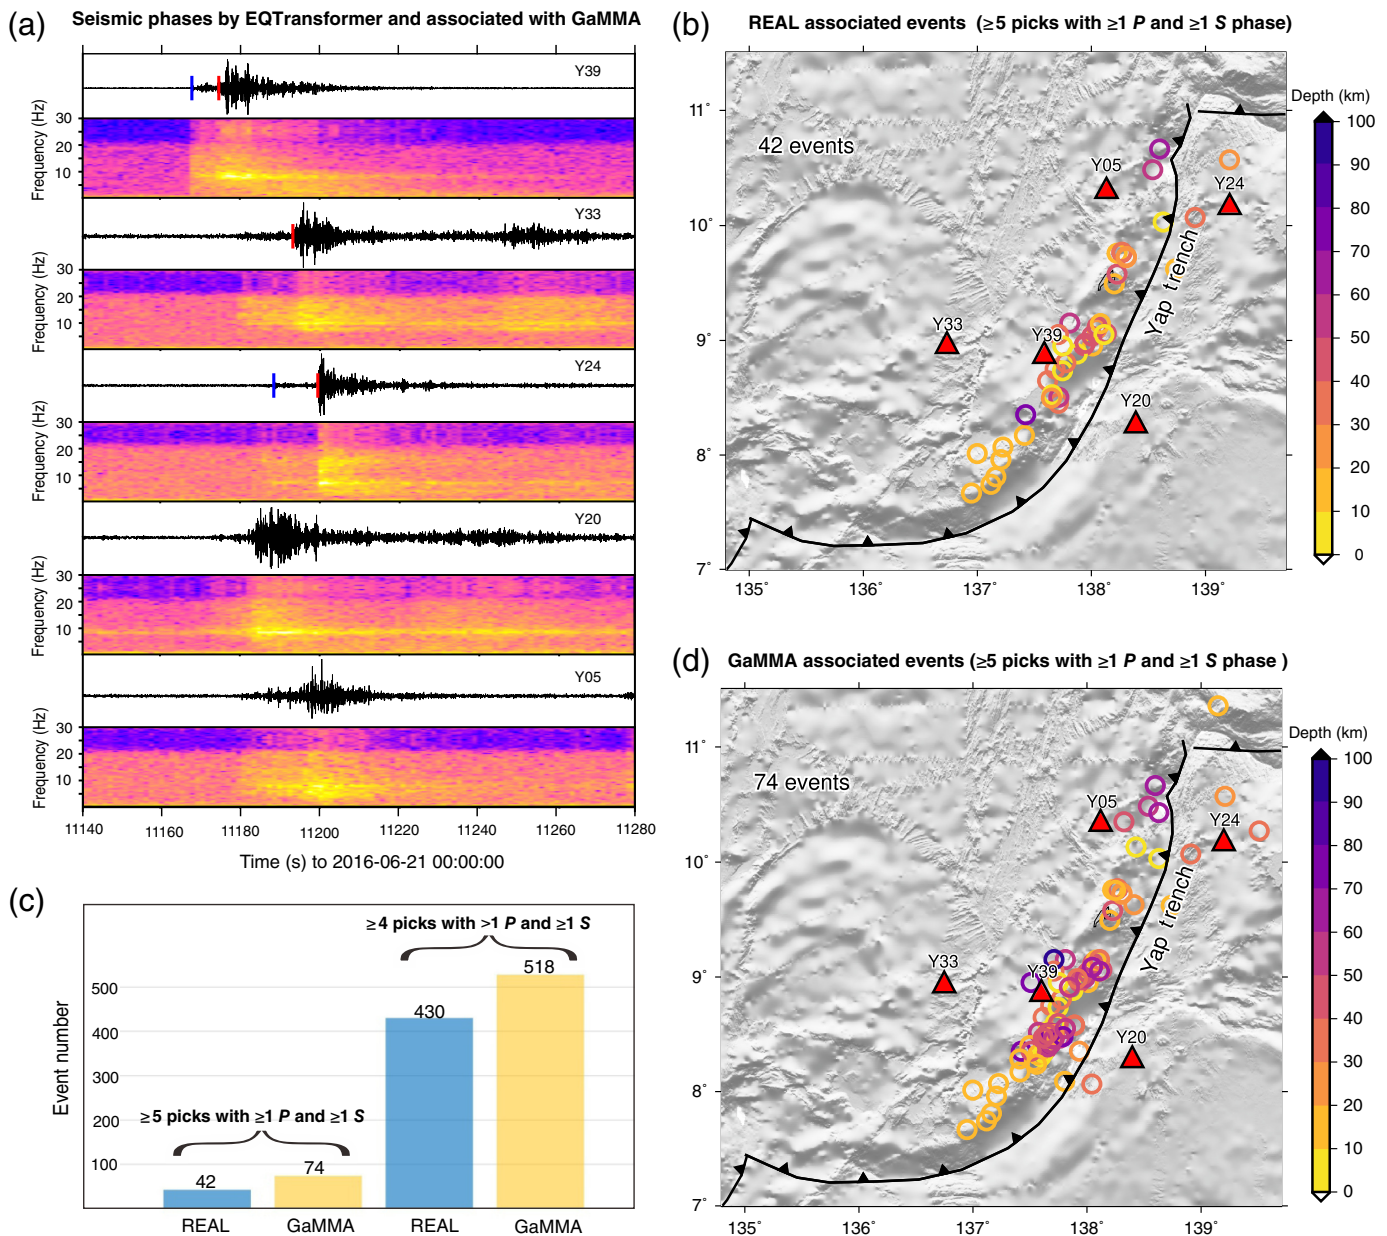 (a)
Seismic phases by EQTransformer and associated with GaMMA
11140 11160 11180 11200 11220 11240 11260 11280
Y39
Frequency (Hz)
30
20
10
Y33
Frequency (Hz)
30
20
10
Y24
Frequency (Hz)
30
20
10
Y20
Frequency (Hz)
30
20
10
Y05
Frequency (Hz)
30
20
10
Time (s) to 2016-06-21 00:00:00
(b)
REAL associated events (≥5 picks with ≥1 P and ≥1 S phase)
42 events
11°
10°
9°
8°
7°
135° 136° 137° 138° 139°
Y05
Y24
Y33
Y39
Y20
Yap trench
Depth (km)
100
90
80
70
60
50
40
30
20
10
0
(c)
Event number
500
400
300
200
100
≥4 picks with >1 P and ≥1 S
≥5 picks with ≥1 P and ≥1 S
42
74
430
518
REAL GaMMA REAL GaMMA
(d)
GaMMA associated events (≥5 picks with ≥1 P and ≥1 S phase )
74 events
11°
10°
9°
8°
7°
135° 136° 137° 138° 139°
Y05
Y24
Y33
Y39
Y20
Yap trench
Depth (km)
100
90
80
70
60
50
40
30
20
10
0